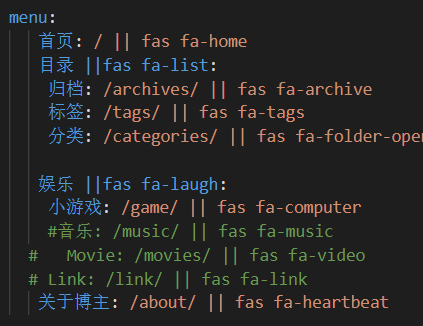 menu:
首页: / || fas fa-home
目录 ||fas fa-list:
归档: /archives/ || fas fa-archive
标签: /tags/ || fas fa-tags
分类: /categories/ || fas fa-folder-open
娱乐 ||fas fa-laugh:
小游戏: /game/ || fas fa-computer
#音乐: /music/ || fas fa-music
#   Movie: /movies/ || fas fa-video
# Link: /link/ || fas fa-link
关于博主: /about/ || fas fa-heartbeat